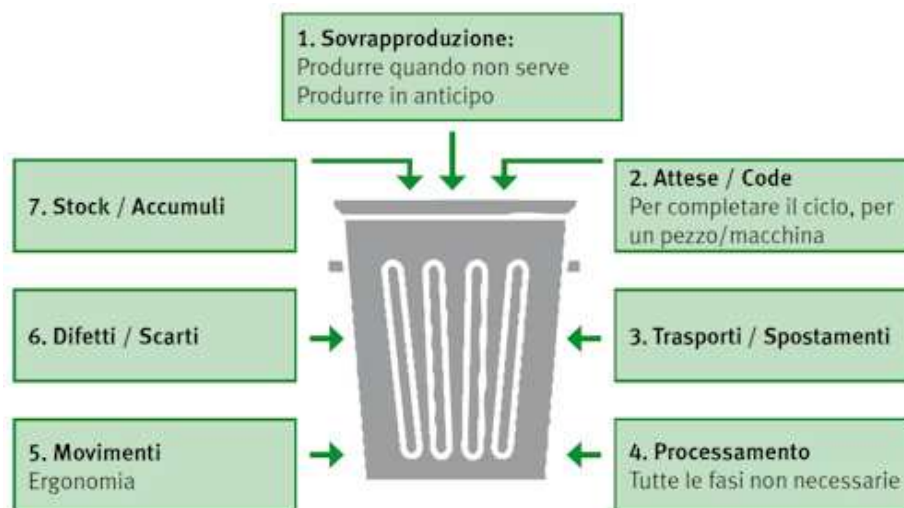 1. Sovrapproduzione:
Produrre quando non serve
Produrre in anticipo
2. Attese / Code
Per completare il ciclo, per
un pezzo/macchina
3. Trasporti / Spostamenti
4. Processamento
Tutte le fasi non necessarie
5. Movimenti
Ergonomia
6. Difetti / Scarti
7. Stock / Accumuli